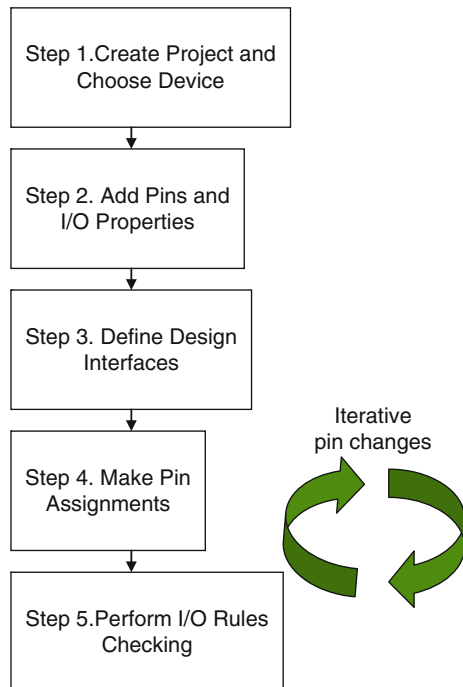 Step 1.Create Project and
Choose Device
Step 2. Add Pins and
I/O Properties
Step 3. Define Design
Interfaces
Iterative
pin changes
Step 4. Make Pin
Assignments
Step 5.Perform I/O Rules
Checking